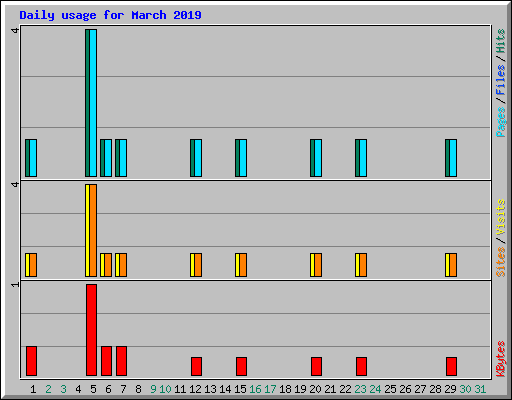 Daily usage for March 2019
4
Pages / Files / Hits
4
Sites / Visits
1
KBytes
1 2 3 4 5 6 7 8 9 10 11 12 13 14 15 16 17 18 19 20 21 22 23 24 25 26 27 28 29 30 31